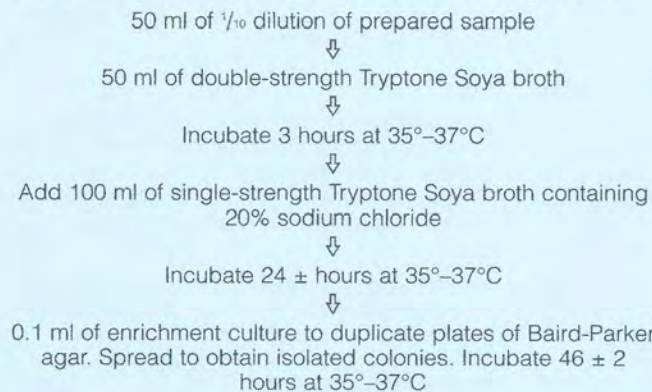 50 ml of ¹/₁₀ dilution of prepared sample
⇩
50 ml of double-strength Tryptone Soya broth
⇩
Incubate 3 hours at 35°–37°C
⇩
Add 100 ml of single-strength Tryptone Soya broth containing
20% sodium chloride
⇩
Incubate 24 ± hours at 35°–37°C
⇩
0.1 ml of enrichment culture to duplicate plates of Baird-Parker
agar. Spread to obtain isolated colonies. Incubate 46 ± 2
hours at 35°–37°C